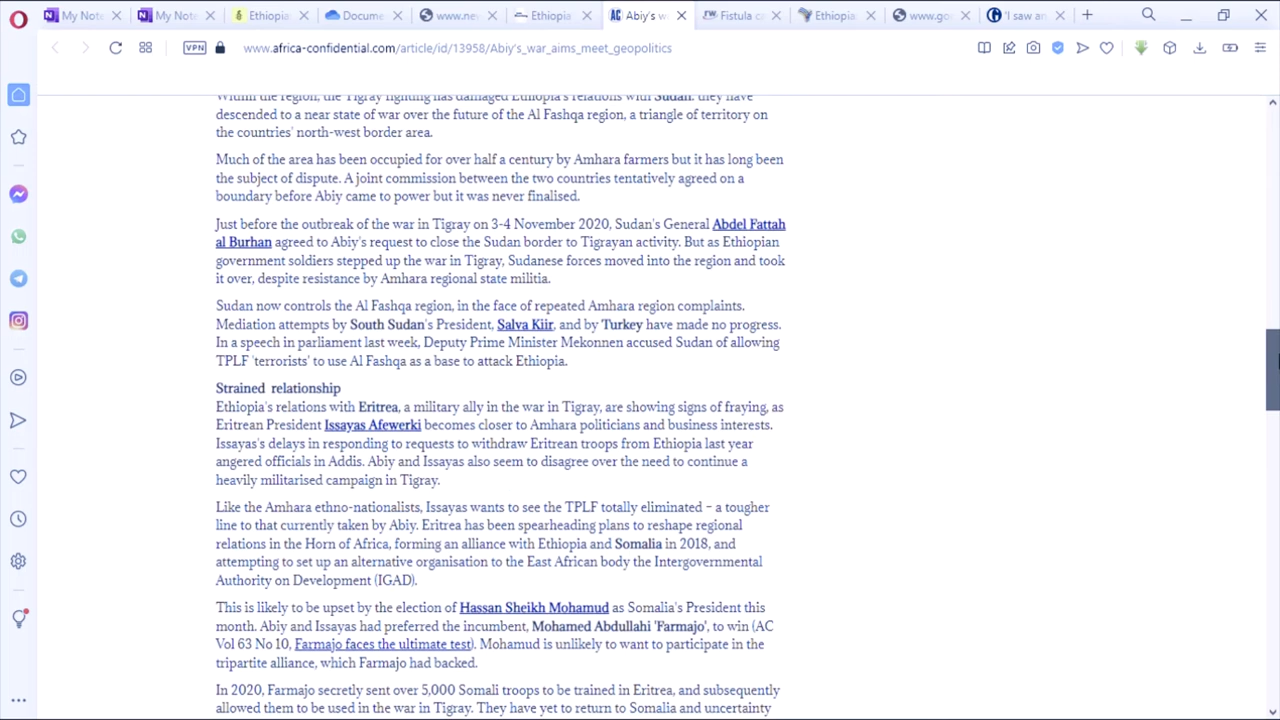 My Note
My Note
Ethiopian
Docume
www.ne
Ethiopia
Abiy's w
Fistula ca
Ethiopian
www.go
'I saw an
VPN
www.africa-confidential.com/article/id/13958/Abiy's_war_aims_meet_geopolitics
Within the region, the Tigray fighting has damaged Ethiopia's relations with Sudan: they have
descended to a near state of war over the future of the Al Fashqa region, a triangle of territory on
the countries' north-west border area.
Much of the area has been occupied for over half a century by Amhara farmers but it has long been
the subject of dispute. A joint commission between the two countries tentatively agreed on a
boundary before Abiy came to power but it was never finalised.
Just before the outbreak of the war in Tigray on 3-4 November 2020, Sudan's General Abdel Fattah
al Burhan agreed to Abiy's request to close the Sudan border to Tigrayan activity. But as Ethiopian
government soldiers stepped up the war in Tigray, Sudanese forces moved into the region and took
it over, despite resistance by Amhara regional state militia.
Sudan now controls the Al Fashqa region, in the face of repeated Amhara region complaints.
Mediation attempts by South Sudan's President, Salva Kiir, and by Turkey have made no progress.
In a speech in parliament last week, Deputy Prime Minister Mekonnen accused Sudan of allowing
TPLF 'terrorists' to use Al Fashqa as a base to attack Ethiopia.
Strained relationship
Ethiopia's relations with Eritrea, a military ally in the war in Tigray, are showing signs of fraying, as
Eritrean President Issayas Afewerki becomes closer to Amhara politicians and business interests.
Issayas's delays in responding to requests to withdraw Eritrean troops from Ethiopia last year
angered officials in Addis. Abiy and Issayas also seem to disagree over the need to continue a
heavily militarised campaign in Tigray.
Like the Amhara ethno-nationalists, Issayas wants to see the TPLF totally eliminated – a tougher
line to that currently taken by Abiy. Eritrea has been spearheading plans to reshape regional
relations in the Horn of Africa, forming an alliance with Ethiopia and Somalia in 2018, and
attempting to set up an alternative organisation to the East African body the Intergovernmental
Authority on Development (IGAD).
This is likely to be upset by the election of Hassan Sheikh Mohamud as Somalia's President this
month. Abiy and Issayas had preferred the incumbent, Mohamed Abdullahi 'Farmajo', to win (AC
Vol 63 No 10, Farmajo faces the ultimate test). Mohamud is unlikely to want to participate in the
tripartite alliance, which Farmajo had backed.
In 2020, Farmajo secretly sent over 5,000 Somali troops to be trained in Eritrea, and subsequently
allowed them to be used in the war in Tigray. They have yet to return to Somalia and uncertainty